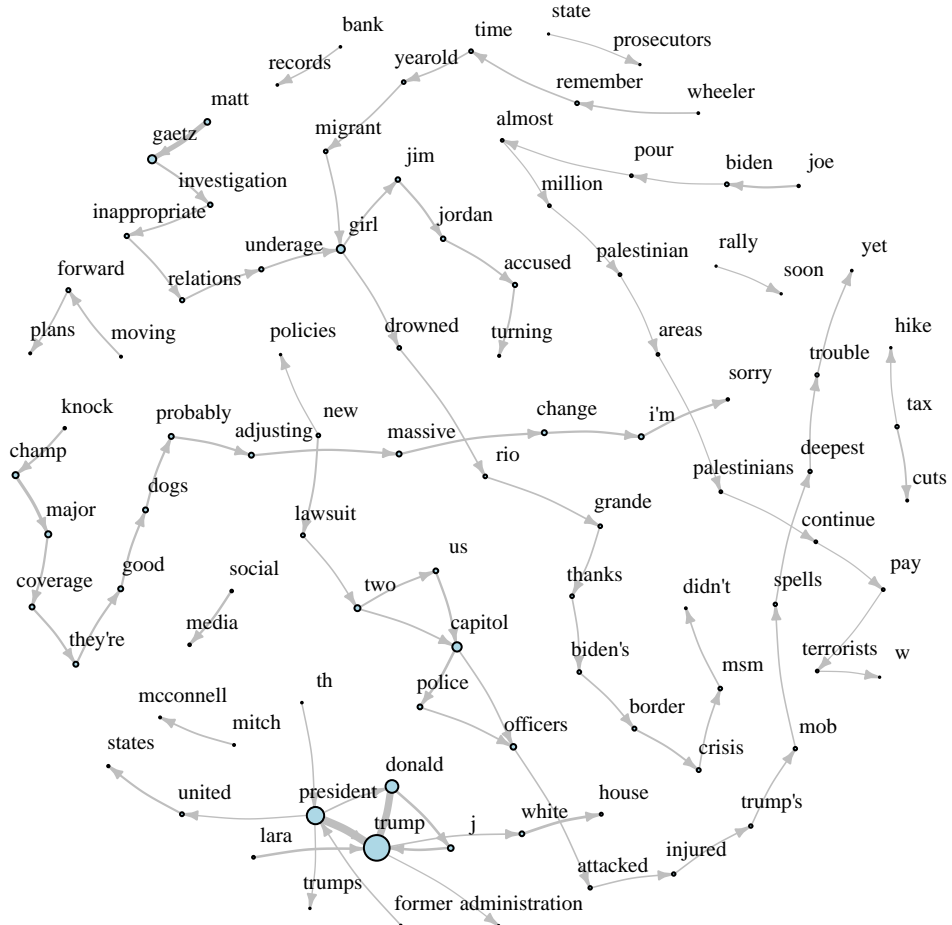 state
bank
time
prosecutors
records
yearold
remember
wheeler
matt
almost
gaetz
migrant
jim
pour
biden
joe
investigation
million
inappropriate
girl
jordan
underage
rally
yet
palestinian
accused
forward
relations
soon
plans
moving
policies
drowned
turning
areas
hike
trouble
sorry
knock
probably
new
change
i'm
tax
adjusting
massive
champ
rio
deepest
palestinians
cuts
dogs
major
lawsuit
grande
continue
us
good
social
pay
coverage
two
thanks
didn't
spells
media
capitol
they're
biden's
terrorists
w
msm
th
police
mcconnell
mitch
border
officers
mob
states
crisis
donald
united
president
house
trump's
lara
trump
j
white
injured
attacked
trumps
former administration